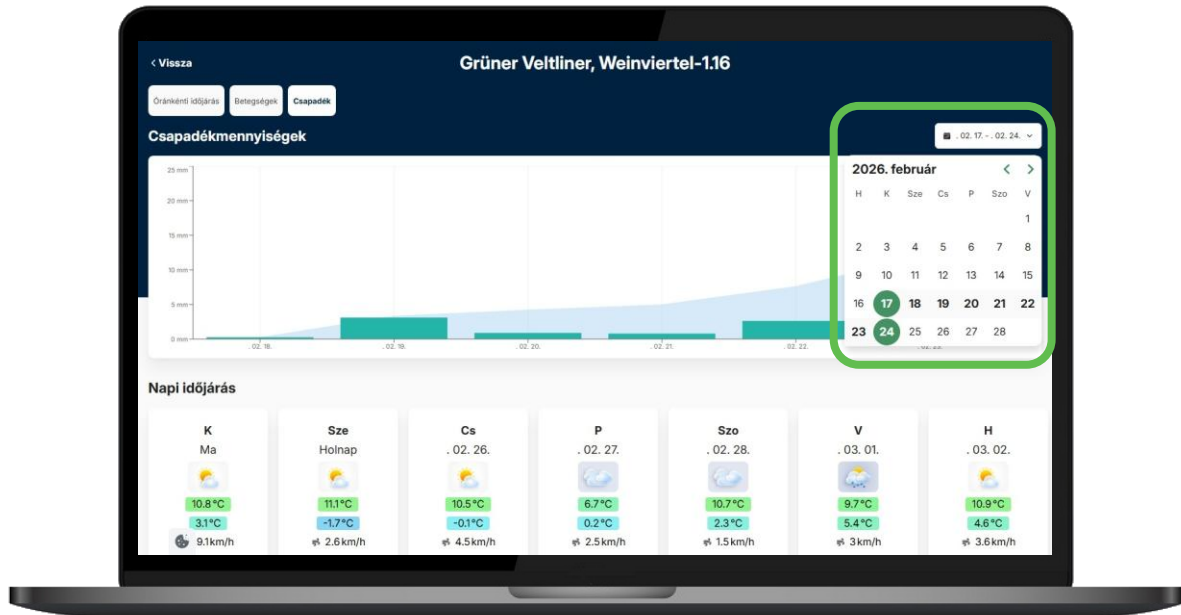 < Vissza
Grüner Veltliner, Weinviertel-1.16
Óránkénti időjárás Betegségek Csapadék
Csapadékmennyiségek
. 02. 17. - . 02. 24.
2026. február
H K Sze Cs P Szo V
1
2 3 4 5 6 7 8
9 10 11 12 13 14 15
16 17 18 19 20 21 22
23 24 25 26 27 28
25 mm
20 mm
15 mm
10 mm
5 mm
0 mm
. 02. 18. . 02. 19. . 02. 20. . 02. 21. . 02. 22. . 02. 23.
Napi időjárás
K Sze Cs P Szo V H
Ma Holnap . 02. 26. . 02. 27. . 02. 28. . 03. 01. . 03. 02.
10.8°C 11.1°C 10.5°C 6.7°C 10.7°C 9.7°C 10.9°C
3.1°C -1.7°C -0.1°C 0.2°C 2.3°C 5.4°C 4.6°C
9.1km/h 2.6km/h 4.5km/h 2.5km/h 1.5km/h 3km/h 3.6km/h